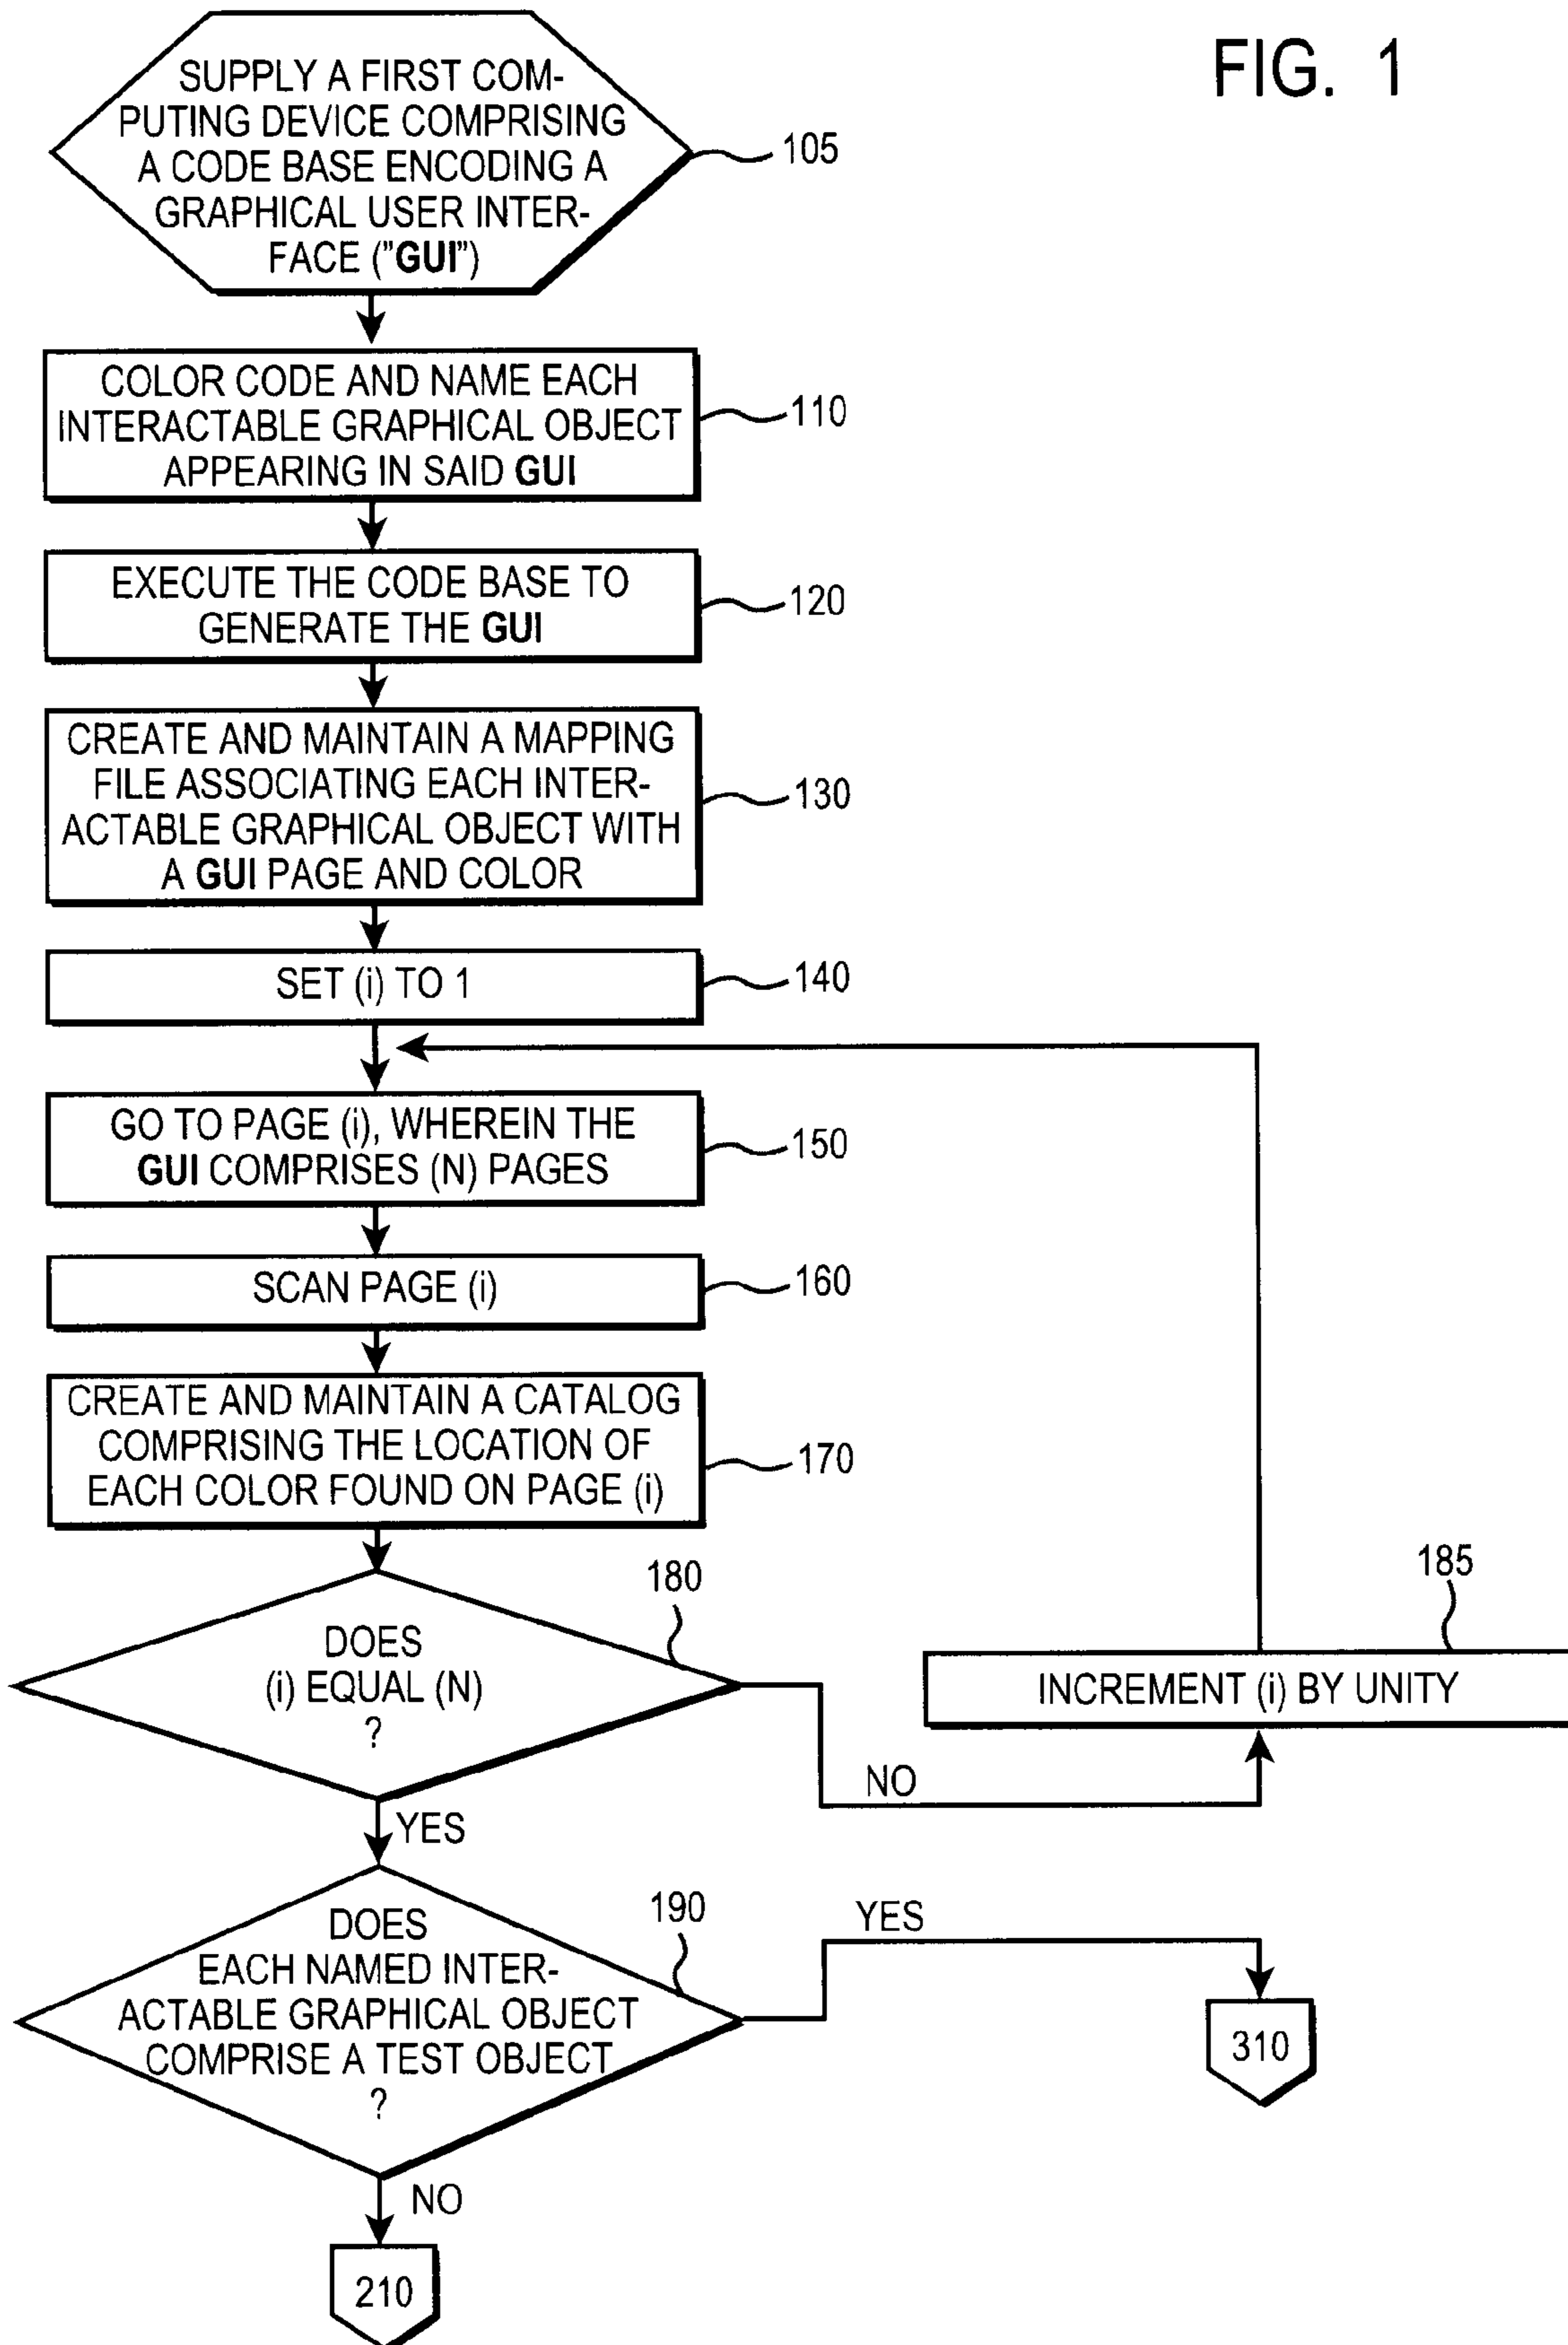 FIG. 1
SUPPLY A FIRST COM-
PUTING DEVICE COMPRISING
A CODE BASE ENCODING A
GRAPHICAL USER INTER-
FACE ("GUI")
105
COLOR CODE AND NAME EACH
INTERACTABLE GRAPHICAL OBJECT
APPEARING IN SAID GUI
110
EXECUTE THE CODE BASE TO
GENERATE THE GUI
120
CREATE AND MAINTAIN A MAPPING
FILE ASSOCIATING EACH INTER-
ACTABLE GRAPHICAL OBJECT WITH
A GUI PAGE AND COLOR
130
SET (i) TO 1
140
GO TO PAGE (i), WHEREIN THE
GUI COMPRISES (N) PAGES
150
SCAN PAGE (i)
160
CREATE AND MAINTAIN A CATALOG
COMPRISING THE LOCATION OF
EACH COLOR FOUND ON PAGE (i)
170
DOES
(i) EQUAL (N)
?
180
185
INCREMENT (i) BY UNITY
NO
YES
DOES
EACH NAMED INTER-
ACTABLE GRAPHICAL OBJECT
COMPRISE A TEST OBJECT
?
190
YES
310
NO
210